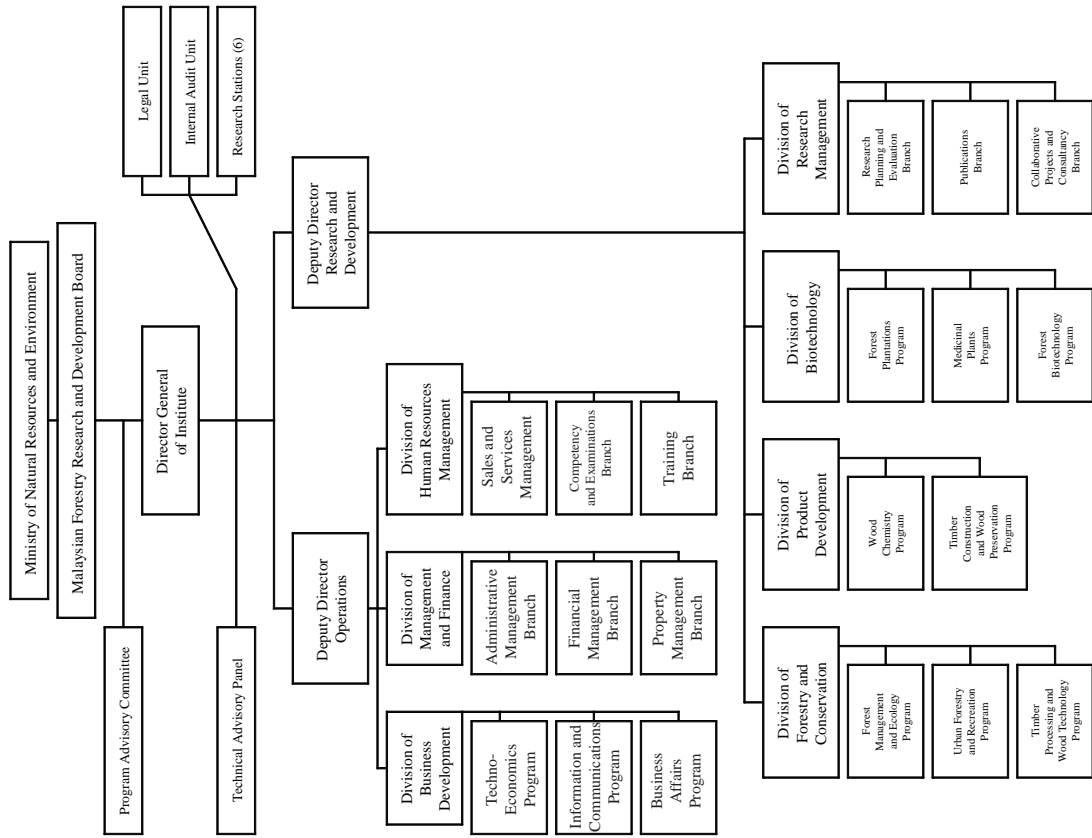 Ministry of Natural Resources and Environment
Malaysian Forestry Research and Development Board
Program Advisory Committee
Director General
of Institute
Legal Unit
Internal Audit Unit
Research Stations (6)
Technical Advisory Panel
Deputy Director
Operations
Deputy Director
Research and
Development
Division of
Business
Development
Techno-
Economics
Program
Information and
Communications
Program
Business
Affairs
Program
Division of
Management
and Finance
Administrative
Management
Branch
Financial
Management
Branch
Property
Management
Branch
Division of
Human Resources
Management
Sales and
Services
Management
Competency
and Examinations
Branch
Training
Branch
Division of
Forestry and
Conservation
Forest
Management
and Ecology
Program
Urban Forestry
and Recreation
Program
Timber
Processing and
Wood Technology
Program
Division of
Product
Development
Wood
Chemistry
Program
Timber
Construction
and Wood
Preservation
Program
Division of
Biotechnology
Forest
Plantations
Program
Medicinal
Plants
Program
Forest
Biotechnology
Program
Division of
Research
Management
Research
Planning and
Evaluation
Branch
Publications
Branch
Collaborative
Projects and
Consultancy
Branch